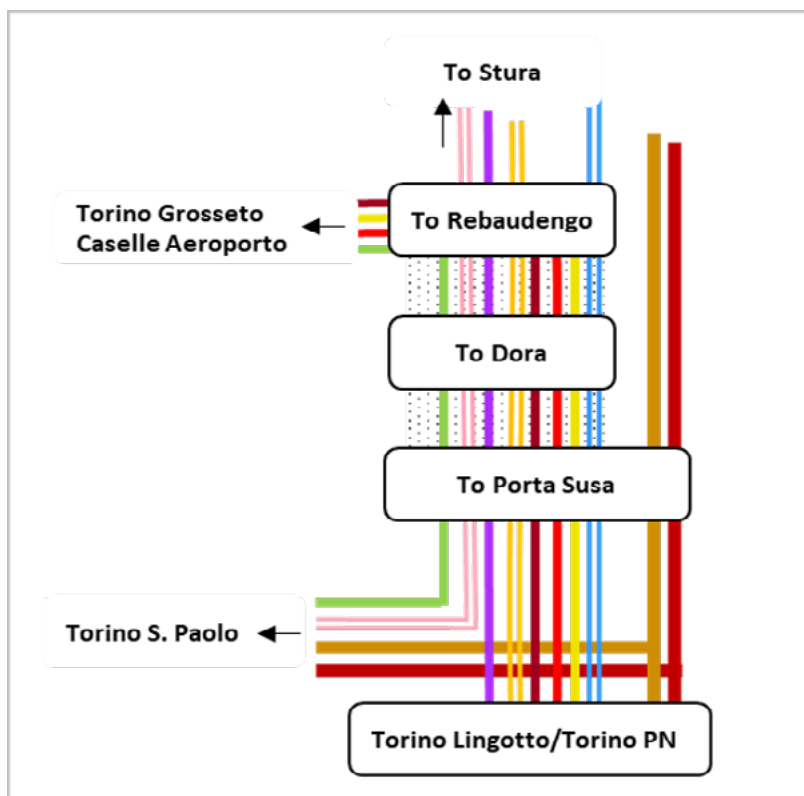 To Stura
Torino Grosseto
Caselle Aeroporto
To Rebaudengo
To Dora
To Porta Susa
Torino S. Paolo
Torino Lingotto/Torino PN